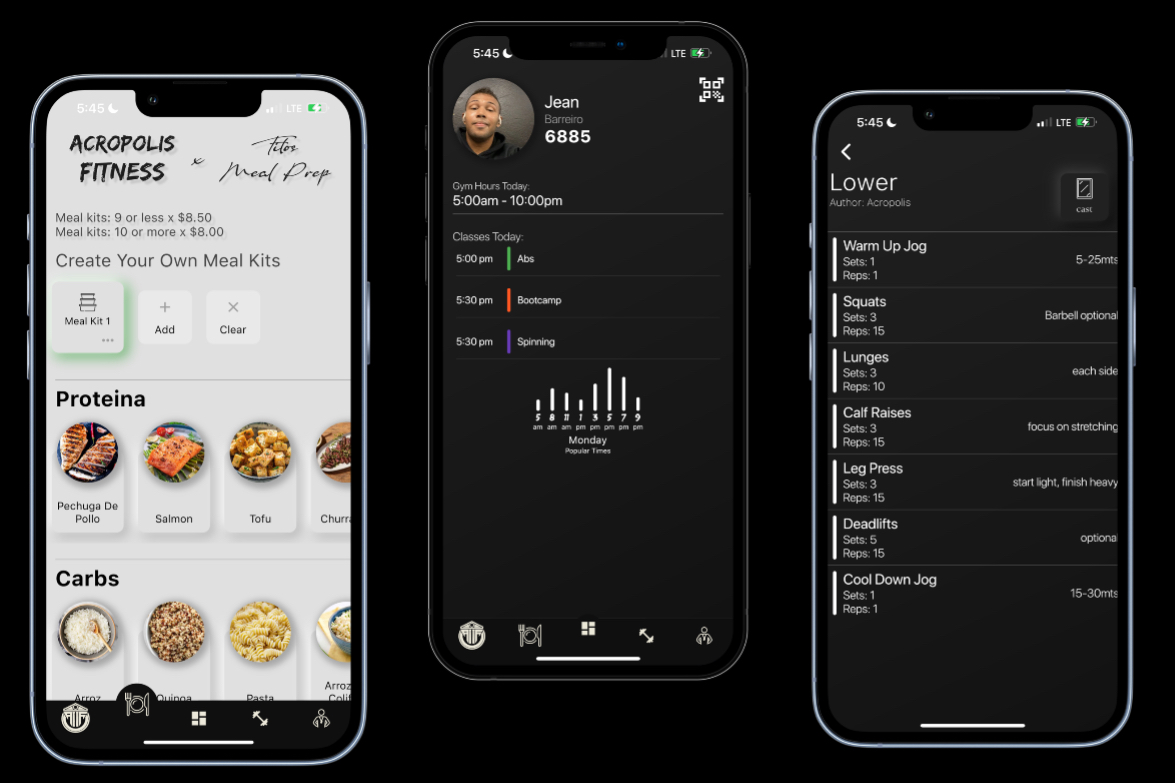 5:45
LTE
ACROPOLIS
FITNESS
x
Titos
Meal Prep
Meal kits: 9 or less x $8.50
Meal kits: 10 or more x $8.00
Create Your Own Meal Kits
Meal Kit 1
Add
Clear
Proteina
Pechuga De
Pollo
Salmon
Tofu
Churra
Carbs
Arroz
Quinoa
Pasta
Arroz
Colif
5:45
LTE
Jean
Barreiro
6885
Gym Hours Today:
5:00am - 10:00pm
Classes Today:
5:00 pm Abs
5:30 pm Bootcamp
5:30 pm Spinning
5 8 11 1 3 5 7 9
am am am pm pm pm pm pm
Monday
Popular Times
5:45
LTE
Lower
Author: Acropolis
cast
Warm Up Jog
Sets: 1
Reps: 1
5-25mts
Squats
Sets: 3
Reps: 15
Barbell optional
Lunges
Sets: 3
Reps: 10
each side
Calf Raises
Sets: 3
Reps: 15
focus on stretching
Leg Press
Sets: 3
Reps: 15
start light, finish heavy
Deadlifts
Sets: 5
Reps: 15
optional
Cool Down Jog
Sets: 1
Reps: 1
15-30mts